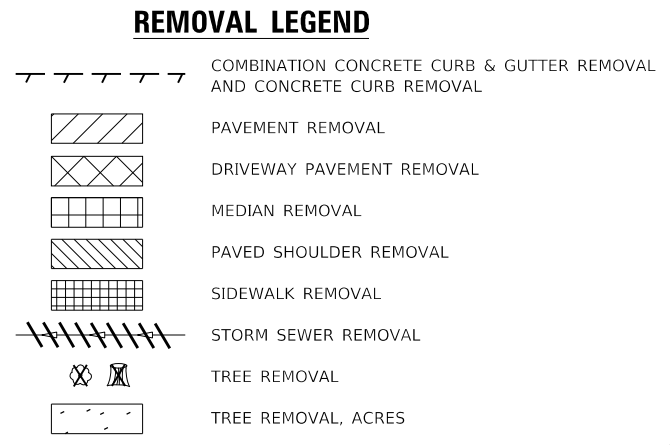 REMOVAL LEGEND
COMBINATION CONCRETE CURB & GUTTER REMOVAL
AND CONCRETE CURB REMOVAL
PAVEMENT REMOVAL
DRIVEWAY PAVEMENT REMOVAL
MEDIAN REMOVAL
PAVED SHOULDER REMOVAL
SIDEWALK REMOVAL
STORM SEWER REMOVAL
TREE REMOVAL
TREE REMOVAL, ACRES